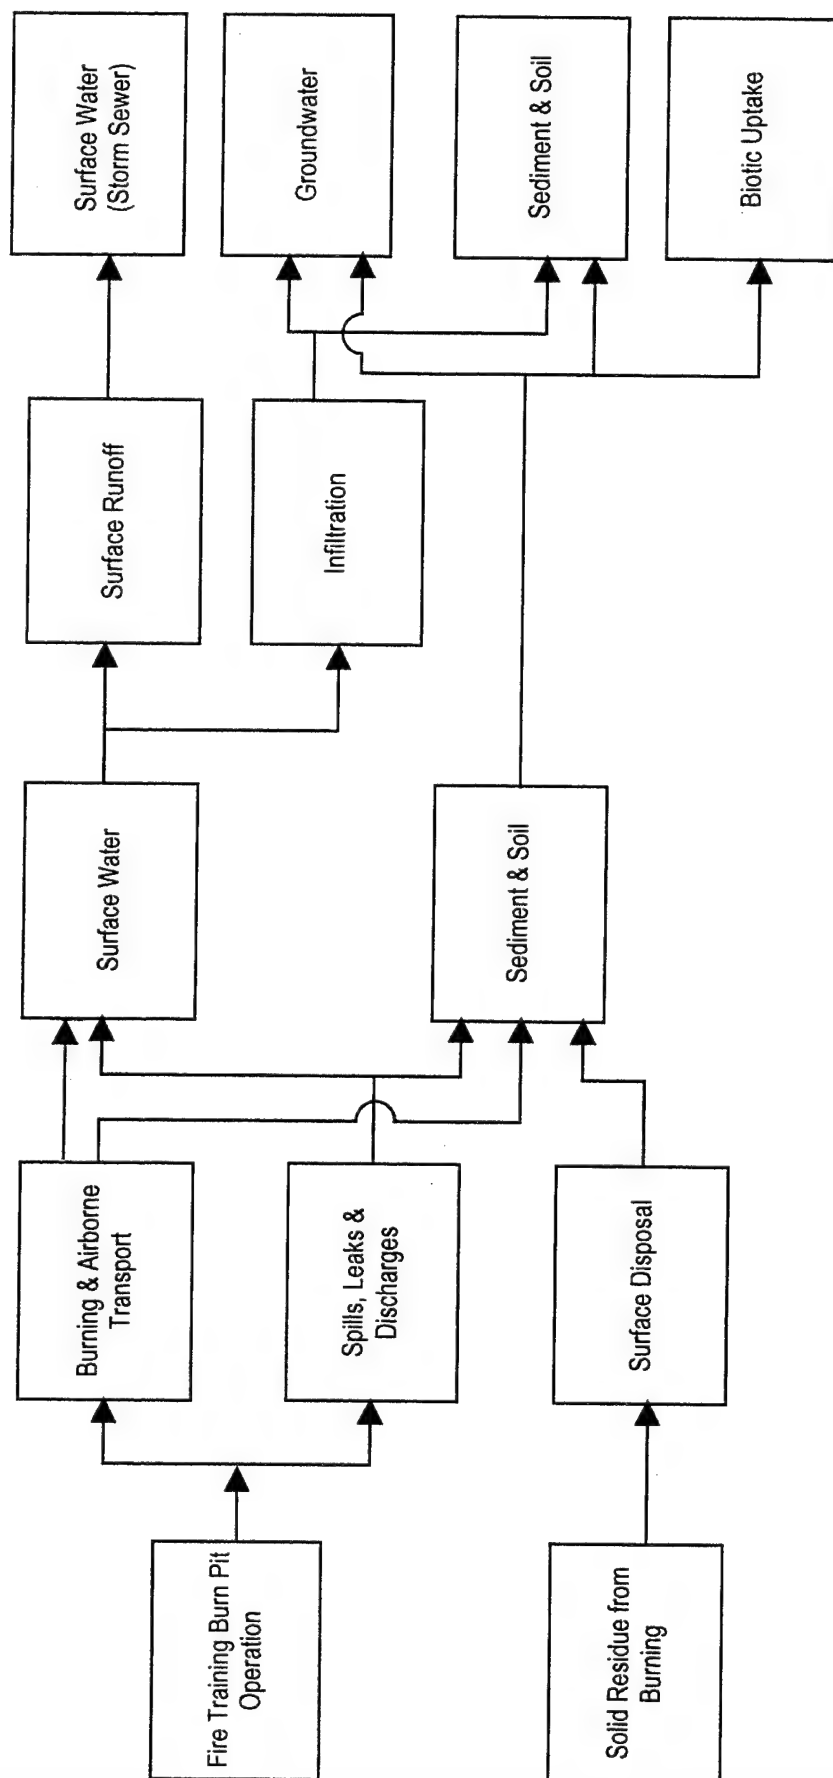 Fire Training Burn Pit
Operation
Solid Residue from
Burning
Burning & Airborne
Transport
Spills, Leaks &
Discharges
Surface Disposal
Surface Water
Sediment & Soil
Surface Runoff
Infiltration
Surface Water
(Storm Sewer)
Groundwater
Sediment & Soil
Biotic Uptake